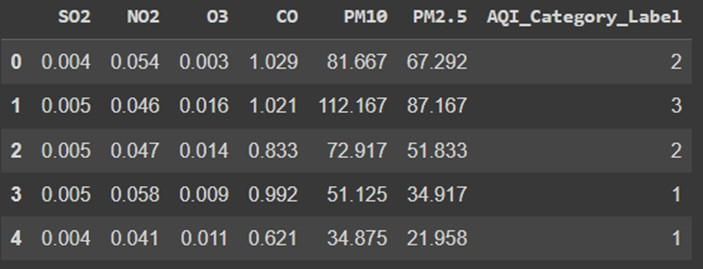 SO2 NO2 O3 CO PM10 PM2.5 AQI_Category_Label
0 0.004 0.054 0.003 1.029 81.667 67.292 2
1 0.005 0.046 0.016 1.021 112.167 87.167 3
2 0.005 0.047 0.014 0.833 72.917 51.833 2
3 0.005 0.058 0.009 0.992 51.125 34.917 1
4 0.004 0.041 0.011 0.621 34.875 21.958 1